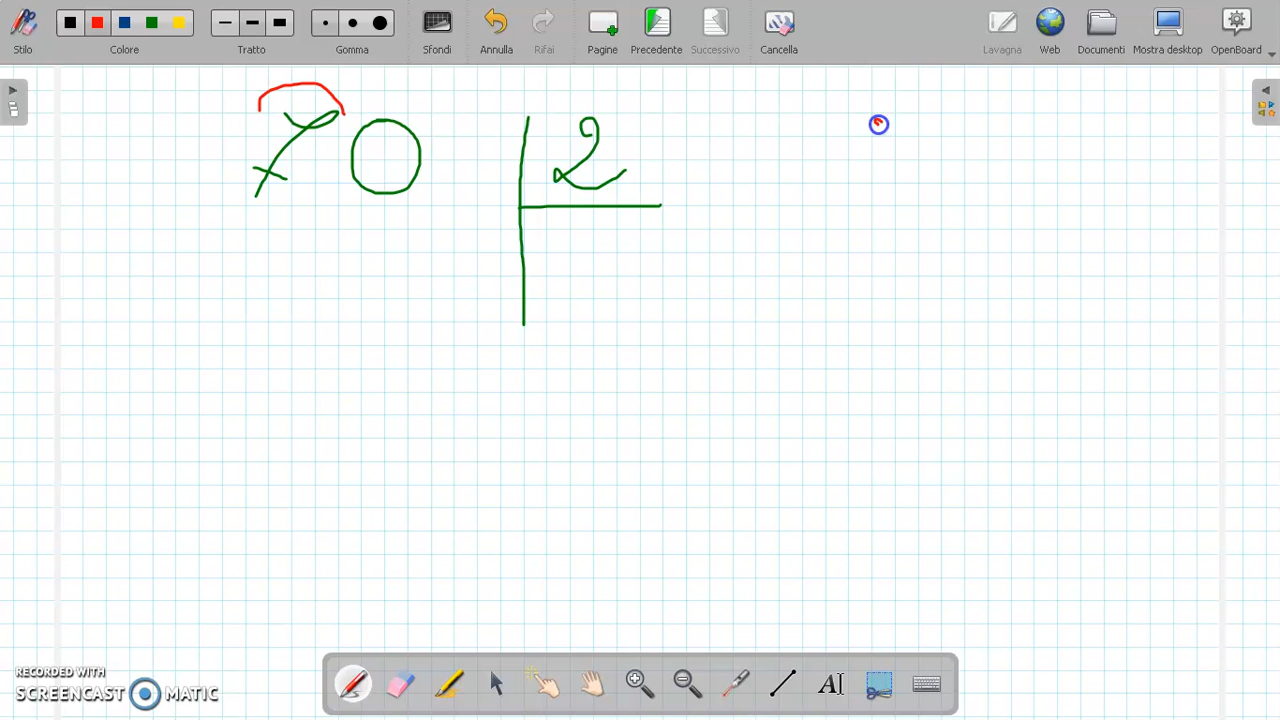 Stilo Colore Tratto Gomma Sfondi Annulla Rifai Pagine Precedente Successivo Cancella Lavagna Web Documenti Mostra desktop OpenBoard
70 2
RECORDED WITH
SCREENCAST MATIC